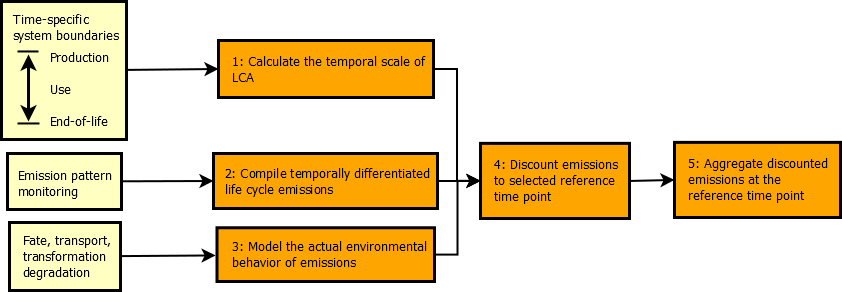 Time-specific
system boundaries
Production
Use
End-of-life
1: Calculate the temporal scale of
LCA
Emission pattern
monitoring
2: Compile temporally differentiated
life cycle emissions
Fate, transport,
transformation
degradation
3: Model the actual environmental
behavior of emissions
4: Discount emissions
to selected reference
time point
5: Aggregate discounted
emissions at the
reference time point